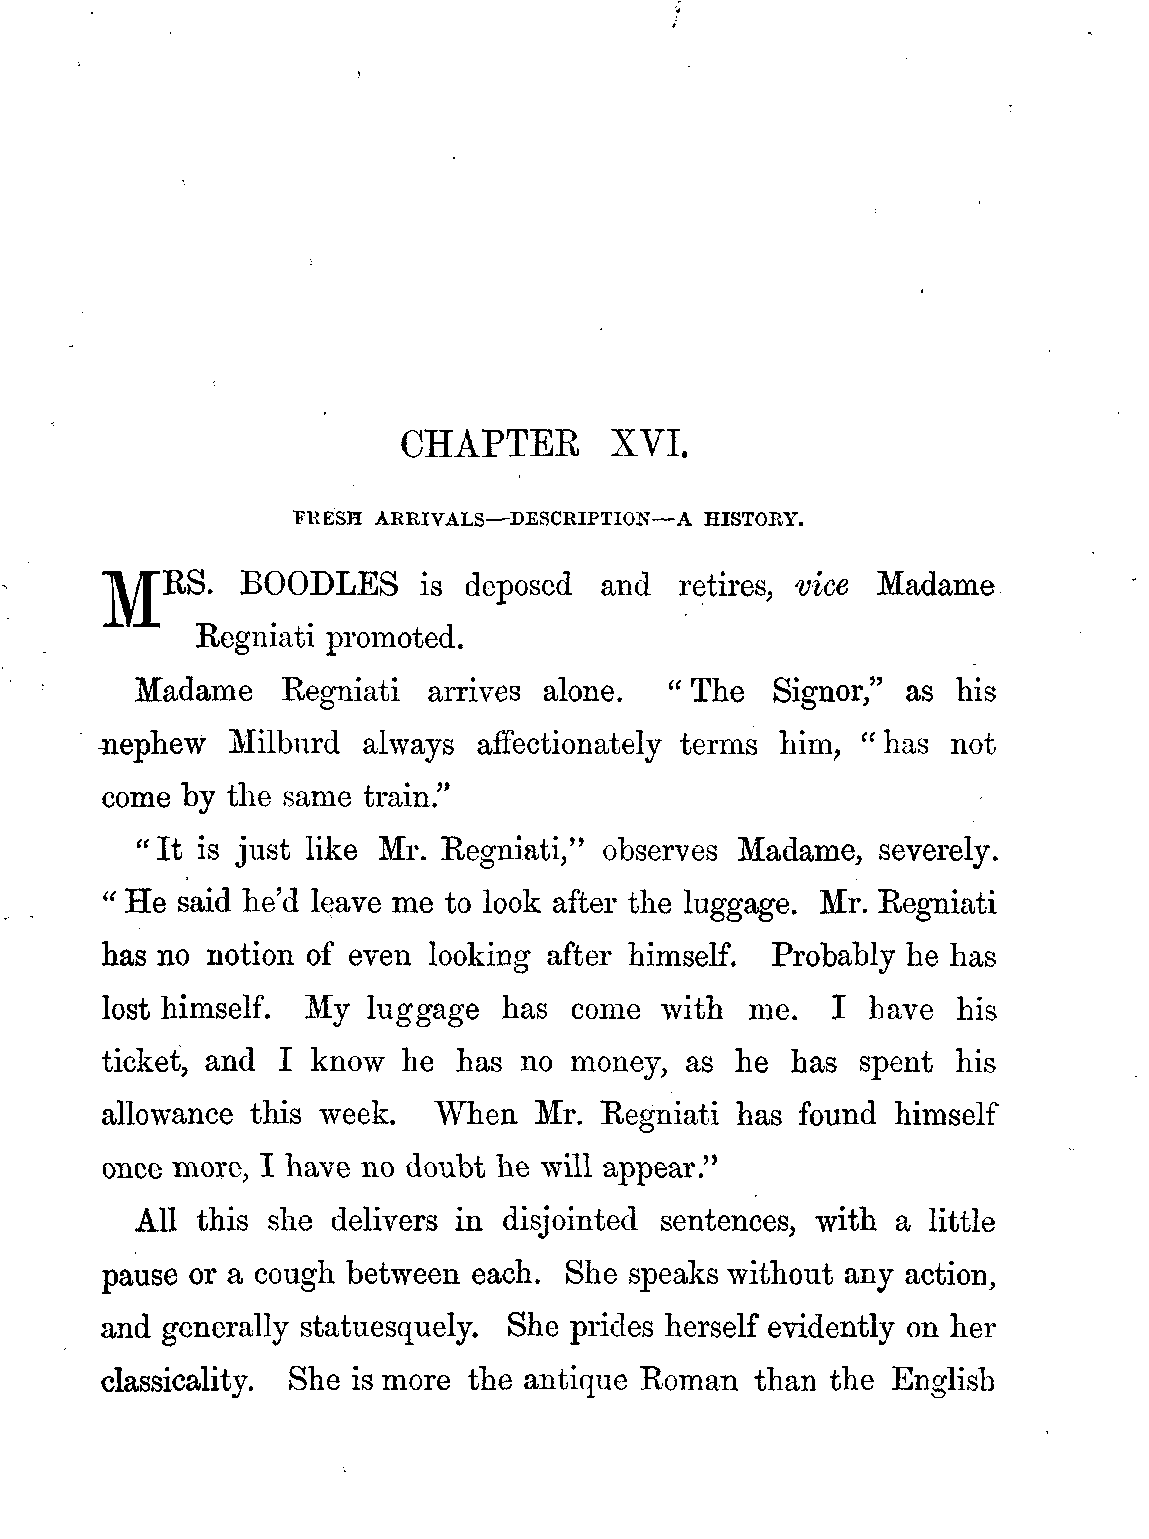 CHAPTER XVI.
FRESH ARRIVALS—DESCRIPTION—A HISTORY.
MRS. BOODLES is deposed and retires, vice Madame
Regniati promoted.
Madame Regniati arrives alone. “The Signor,” as his
nephew Milburd always affectionately terms him, “has not
come by the same train.”
“It is just like Mr. Regniati,” observes Madame, severely.
“He said he’d leave me to look after the luggage. Mr. Regniati
has no notion of even looking after himself. Probably he has
lost himself. My luggage has come with me. I have his
ticket, and I know he has no money, as he has spent his
allowance this week. When Mr. Regniati has found himself
once more, I have no doubt he will appear.”
All this she delivers in disjointed sentences, with a little
pause or a cough between each. She speaks without any action,
and generally statuesquely. She prides herself evidently on her
classicality. She is more the antique Roman than the English